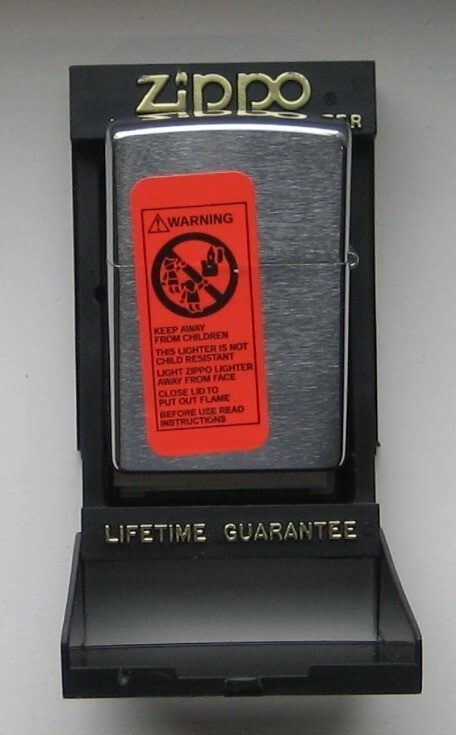 Zippo
WARNING
KEEP AWAY
FROM CHILDREN
THIS LIGHTER IS NOT
CHILD RESISTANT
LIGHT ZIPPO LIGHTER
AWAY FROM FACE
CLOSE LID TO
PUT OUT FLAME
BEFORE USE READ
INSTRUCTIONS
LIFETIME GUARANTEE